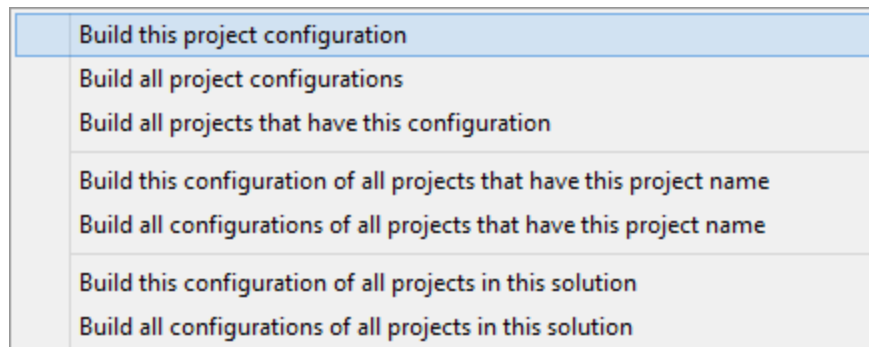 Build this project configuration
Build all project configurations
Build all projects that have this configuration
Build this configuration of all projects that have this project name
Build all configurations of all projects that have this project name
Build this configuration of all projects in this solution
Build all configurations of all projects in this solution